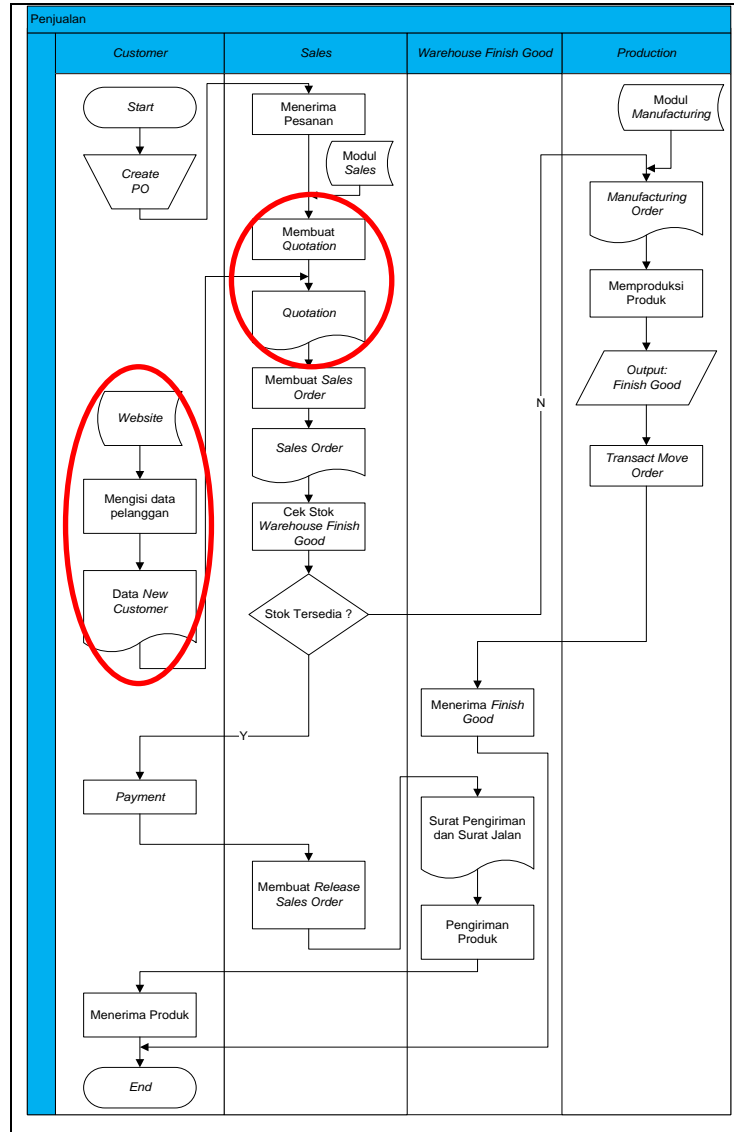 Penjualan
Customer
Sales
Warehouse Finish Good
Production
Start
Create
PO
Website
Mengisi data
pelanggan
Data New
Customer
Payment
Menerima Produk
End
Menerima
Pesanan
Modul
Sales
Membuat
Quotation
Quotation
Membuat Sales
Order
Sales Order
Cek Stok
Warehouse Finish
Good
Stok Tersedia ?
Y
N
Membuat Release
Sales Order
Menerima Finish
Good
Surat Pengiriman
dan Surat Jalan
Pengiriman
Produk
Modul
Manufacturing
Manufacturing
Order
Memproduksi
Produk
Output:
Finish Good
Transact Move
Order